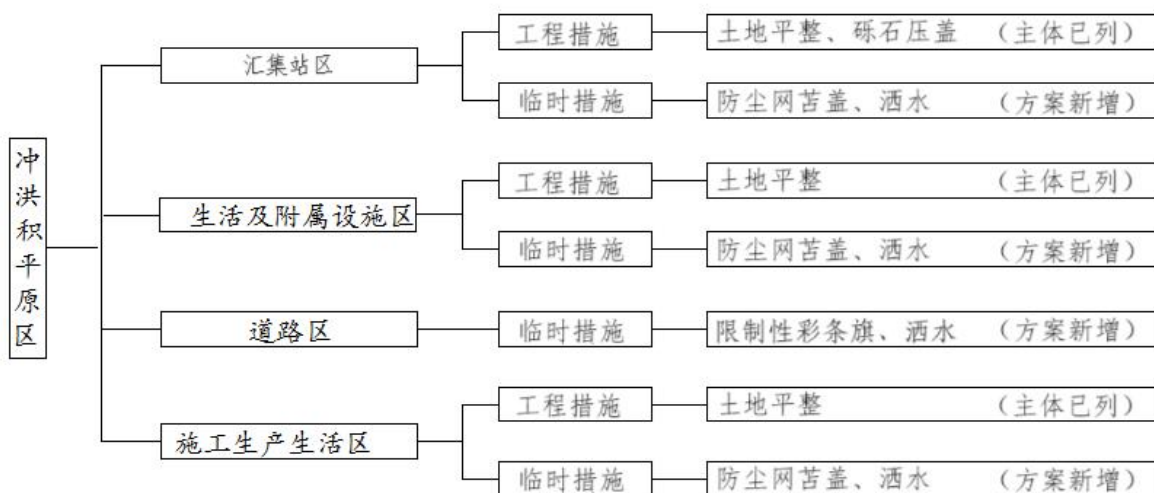 冲洪积平原区
汇集站区
工程措施
土地平整、砾石压盖 （主体已列）
临时措施
防尘网苫盖、洒水 （方案新增）
生活及附属设施区
工程措施
土地平整 （主体已列）
临时措施
防尘网苫盖、洒水 （方案新增）
道路区
临时措施
限制性彩条旗、洒水 （方案新增）
施工生产生活区
工程措施
土地平整 （主体已列）
临时措施
防尘网苫盖、洒水 （方案新增）